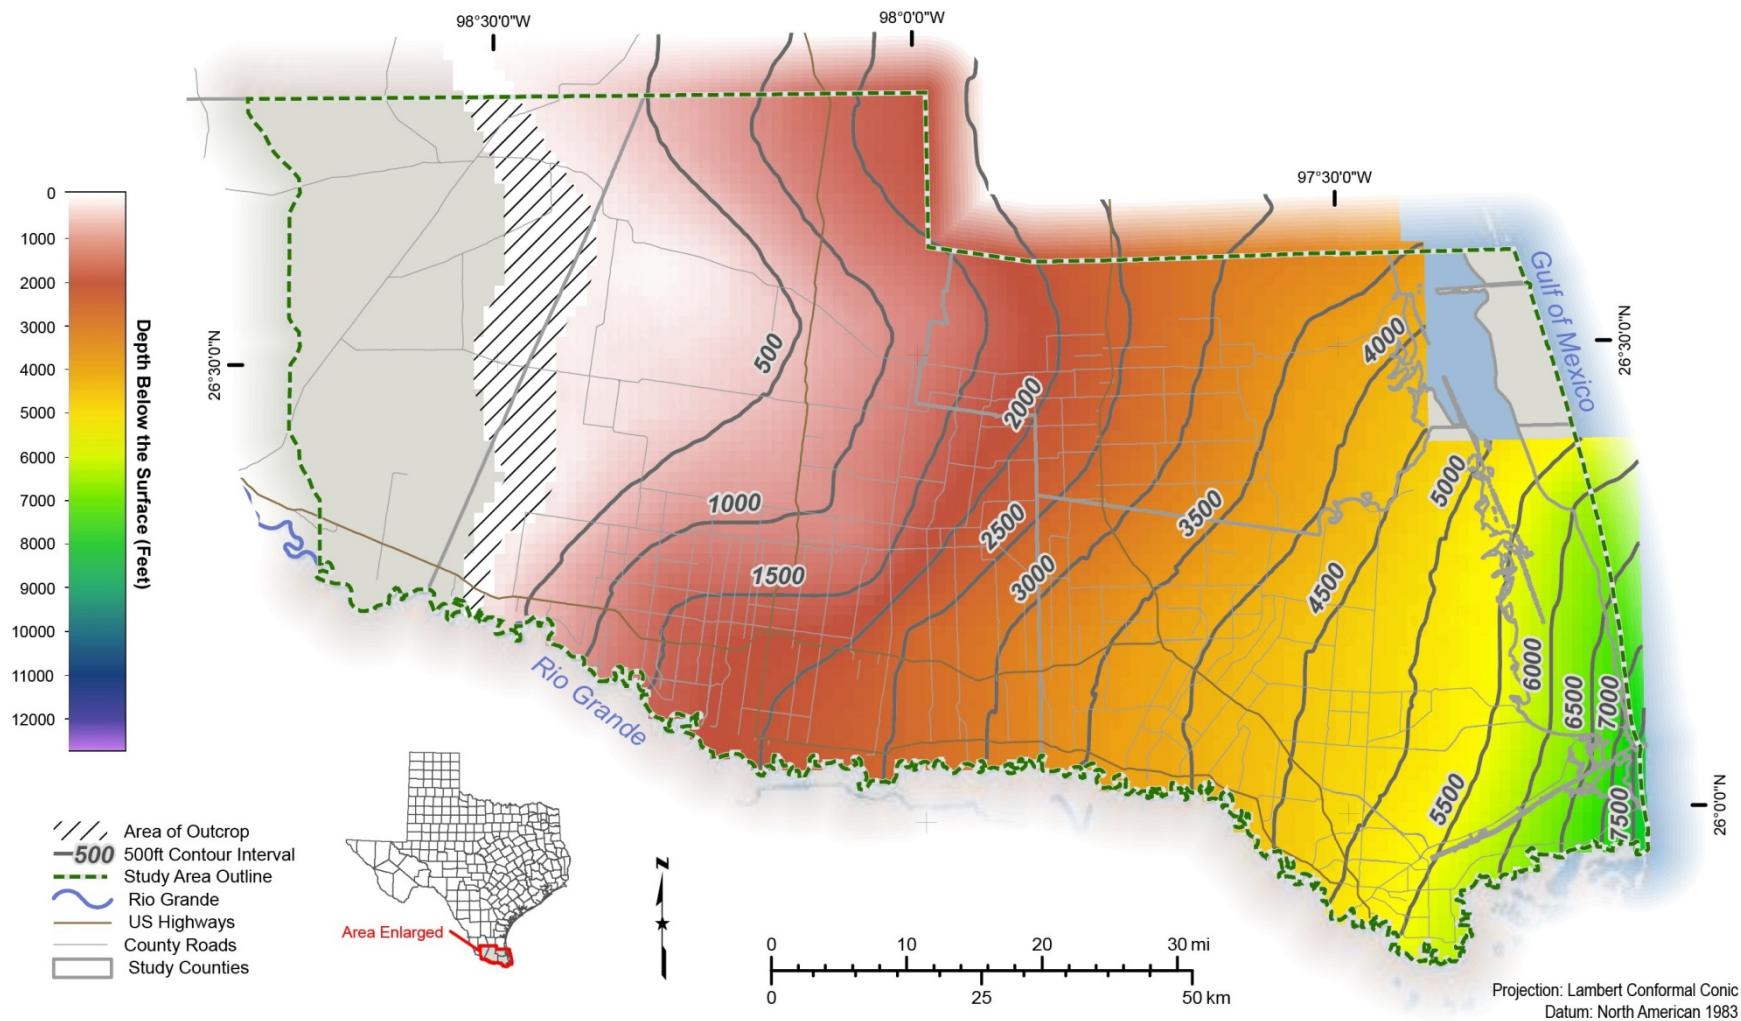 98°30'0"W
98°0'0"W
97°30'0"W
Gulf of Mexico
26°30'0"N
26°30'0"N
26°0'0"N
0
1000
2000
3000
4000
5000
6000
7000
8000
9000
10000
11000
12000
Depth Below the Surface (Feet)
500
1000
1500
2000
2500
3000
3500
4000
4500
5000
5500
6000
6500
7000
7500
Rio Grande
Area of Outcrop
500 500ft Contour Interval
Study Area Outline
Rio Grande
US Highways
County Roads
Study Counties
Area Enlarged
N
0 10 20 30 mi
0 25 50 km
Projection: Lambert Conformal Conic
Datum: North American 1983